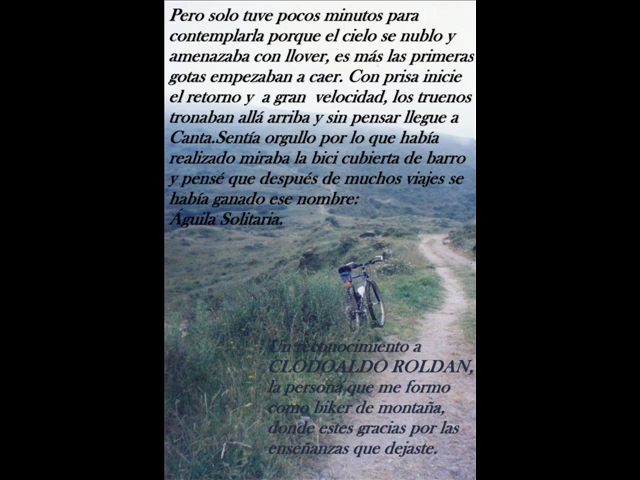 Pero solo tuve pocos minutos para
contemplarla porque el cielo se nublo y
amenazaba con llover, es más las primeras
gotas empezaban a caer. Con prisa inicie
el retorno y a gran velocidad, los truenos
tronaban allá arriba y sin pensar llegue a
Canta.Sentía orgullo por lo que había
realizado miraba la bici cubierta de barro
y pensé que después de muchos viajes se
había ganado ese nombre:
Águila Solitaria.
Un reconocimiento a
CLODOALDO ROLDAN,
la persona que me formo
como biker de montaña,
donde estes gracias por las
enseñanzas que dejaste.